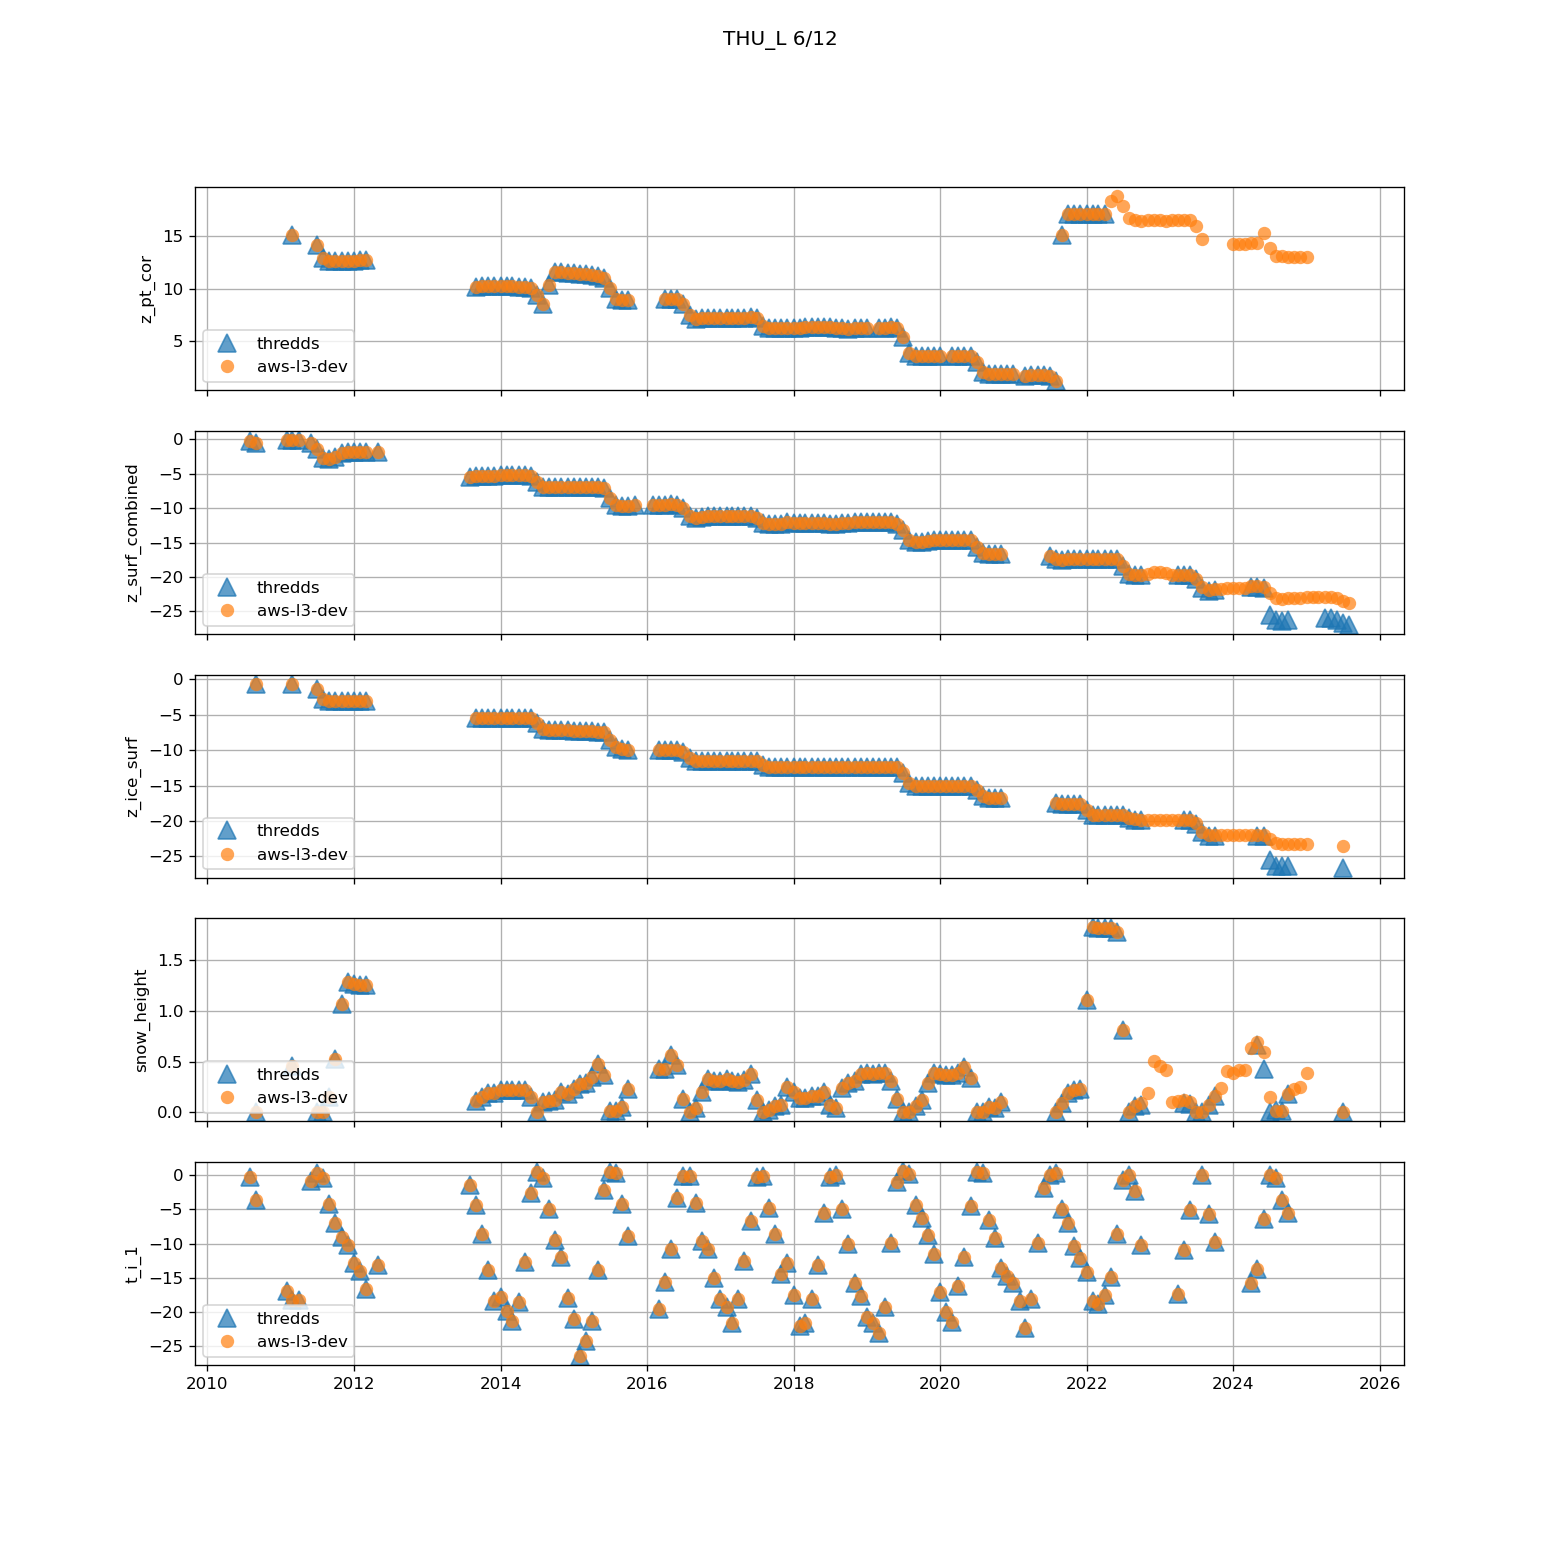 THU_L 6/12
z_pt_cor
15
10
5
thredds
aws-l3-dev
z_surf_combined
0
−5
−10
−15
−20
−25
thredds
aws-l3-dev
z_ice_surf
0
−5
−10
−15
−20
−25
thredds
aws-l3-dev
snow_height
1.5
1.0
0.5
0.0
thredds
aws-l3-dev
t_i_1
0
−5
−10
−15
−20
−25
thredds
aws-l3-dev
2010 2012 2014 2016 2018 2020 2022 2024 2026